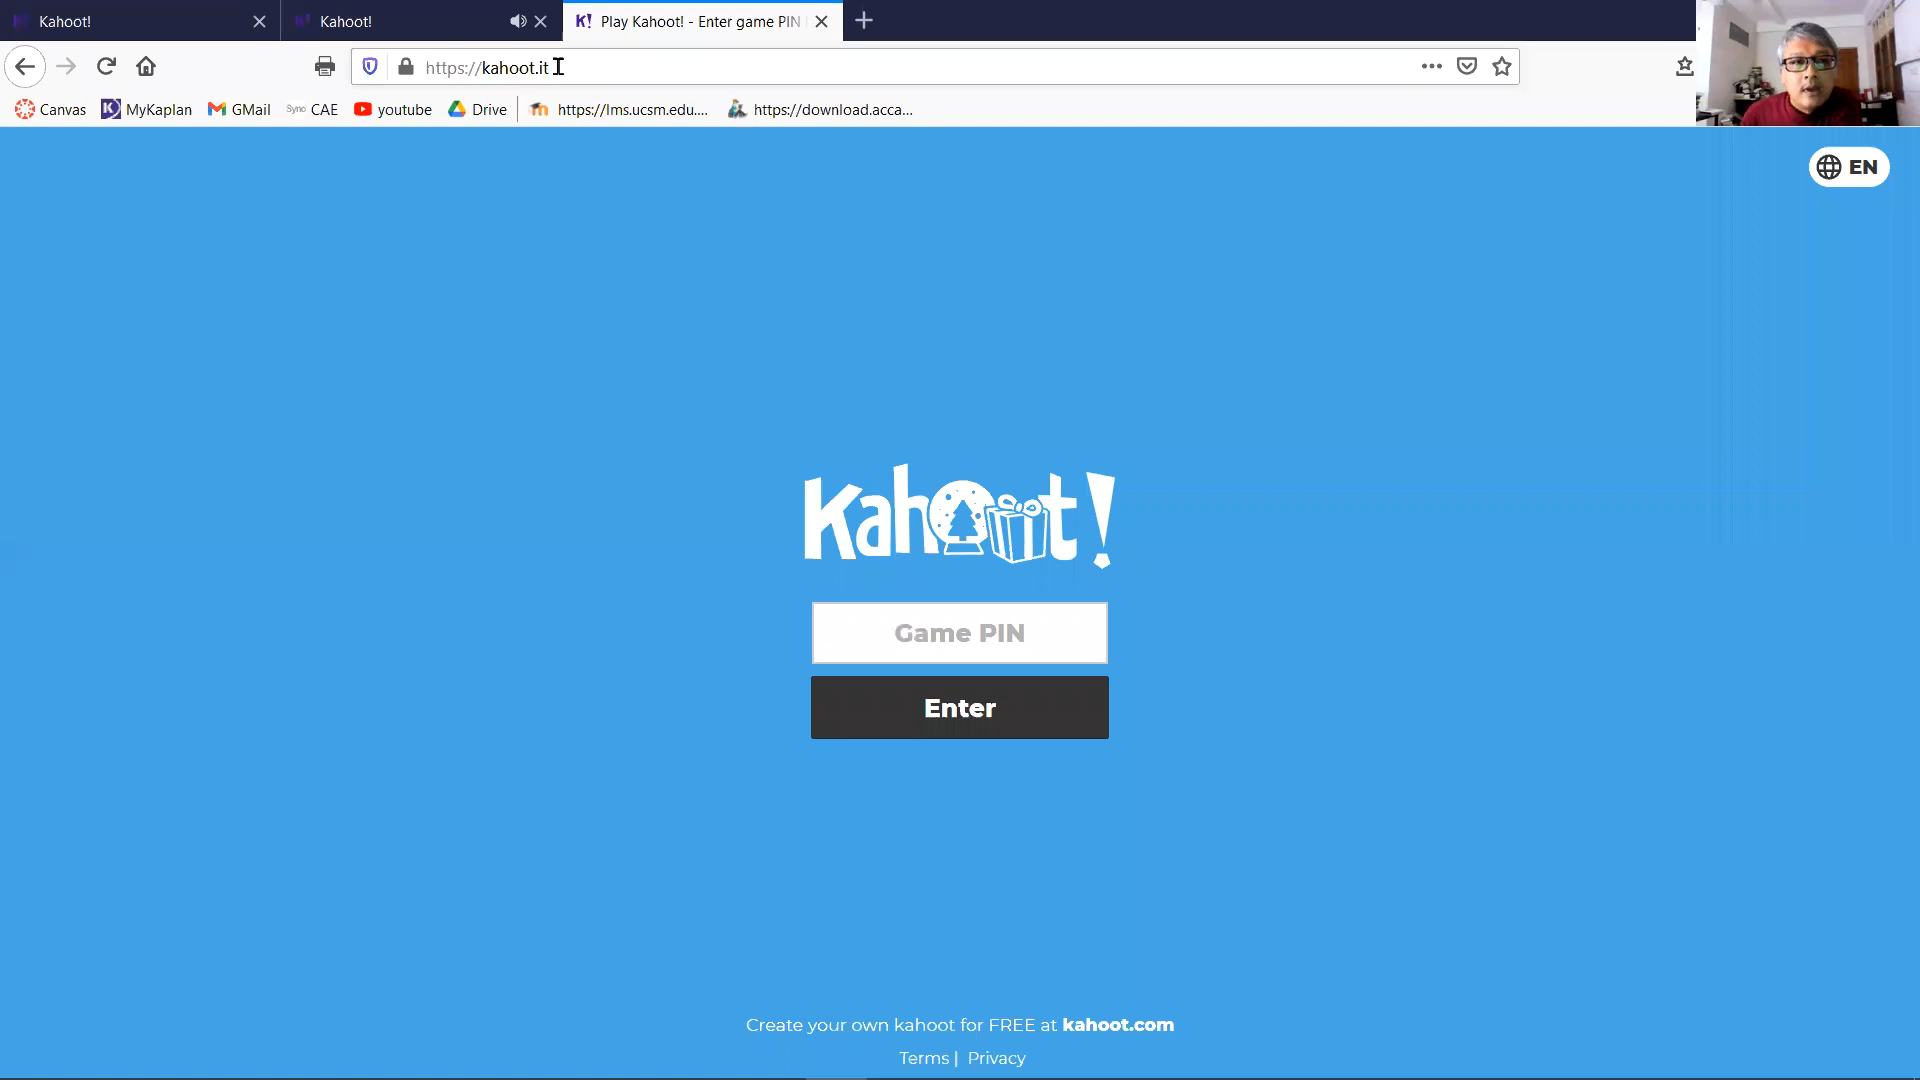 Kahoot!
Kahoot!
Play Kahoot! - Enter game PIN
https://kahoot.it
Canvas
MyKaplan
GMail
Syno CAE
youtube
Drive
https://lms.ucsm.edu....
https://download.acca...
EN
Kahoot!
Game PIN
Enter
Create your own kahoot for FREE at kahoot.com
Terms | Privacy